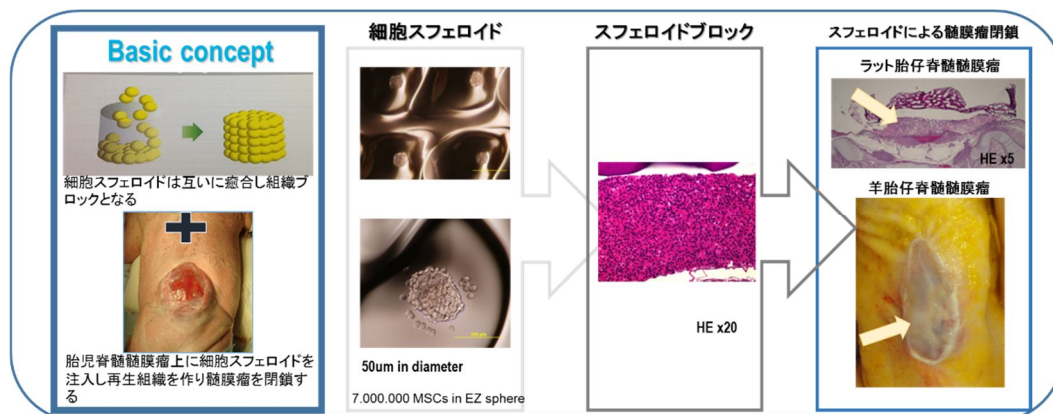 Basic concept
細胞スフェロイドは互いに癒合し組織ブ
ロックとなる
胎児脊髄髄膜瘤上に細胞スフェロイドを
注入し再生組織を作り髄膜瘤を閉鎖す
る
細胞スフェロイド
50um in diameter
7.000.000 MSCs in EZ sphere
スフェロイドブロック
HE x20
スフェロイドによる髄膜瘤閉鎖
ラット胎仔脊髄髄膜瘤
HE x5
羊胎仔脊髄髄膜瘤